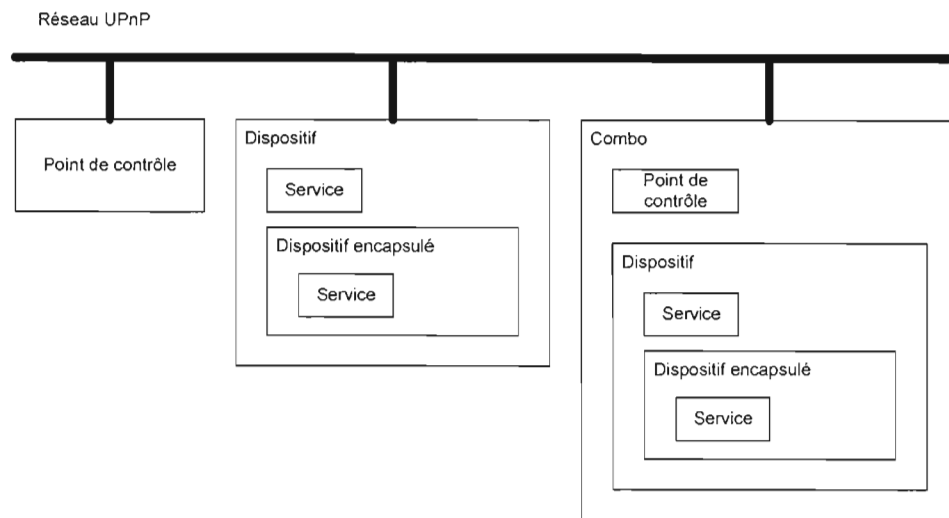 Réseau UPnP
Point de contrôle
Dispositif
Service
Dispositif encapsulé
Service
Combo
Point de
contrôle
Dispositif
Service
Dispositif encapsulé
Service